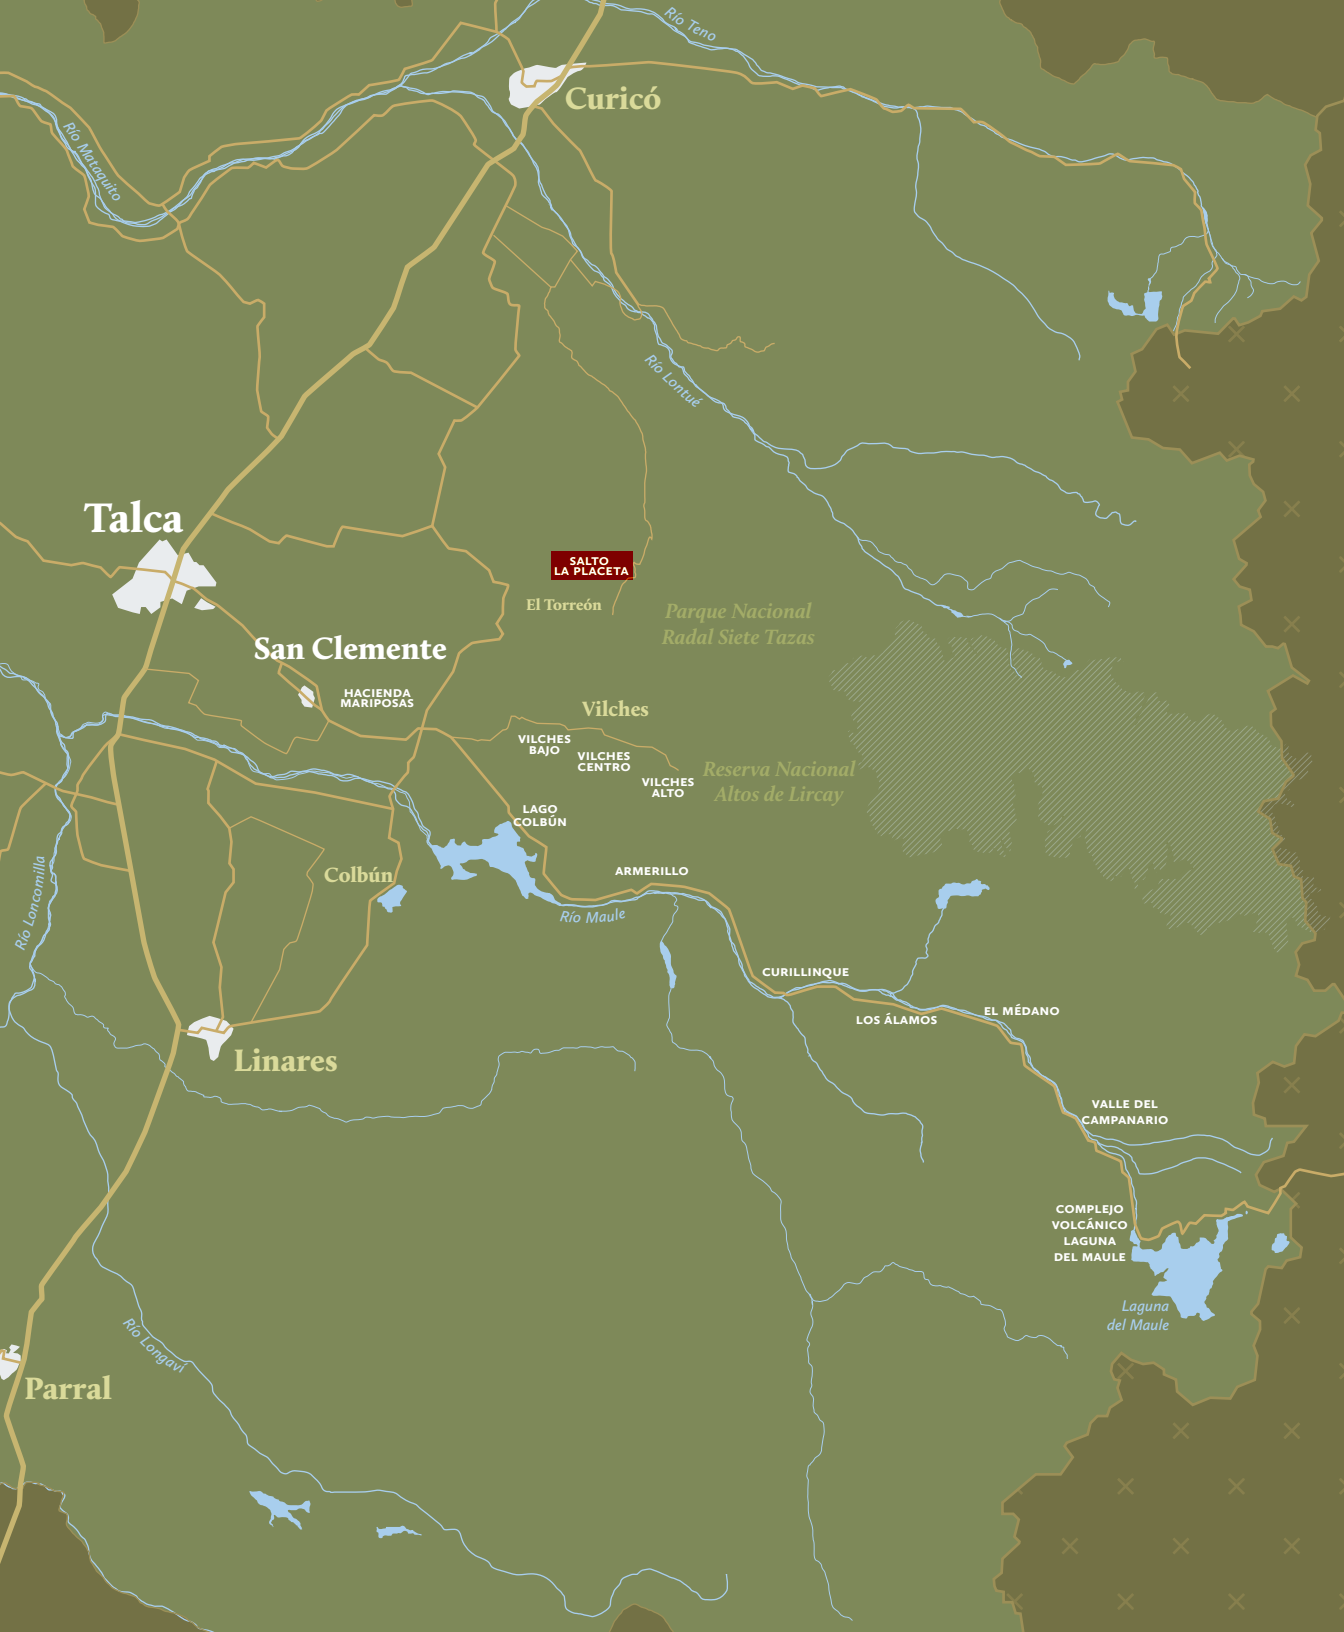 Río Teno
Curicó
Río Mataquito
Río Lontué
Talca
SALTO
LA PLACETA
El Torreón
Parque Nacional
Radal Siete Tazas
San Clemente
HACIENDA
MARIPOSAS
Vilches
VILCHES
BAJO
VILCHES
CENTRO
VILCHES
ALTO
Reserva Nacional
Altos de Lircay
LAGO
COLBÚN
Colbún
ARMERILLO
Río Maule
Río Loncomilla
CURILLINQUE
LOS ÁLAMOS
EL MÉDANO
Linares
VALLE DEL
CAMPANARIO
COMPLEJO
VOLCÁNICO
LAGUNA
DEL MAULE
Laguna
del Maule
Río Longaví
Parral